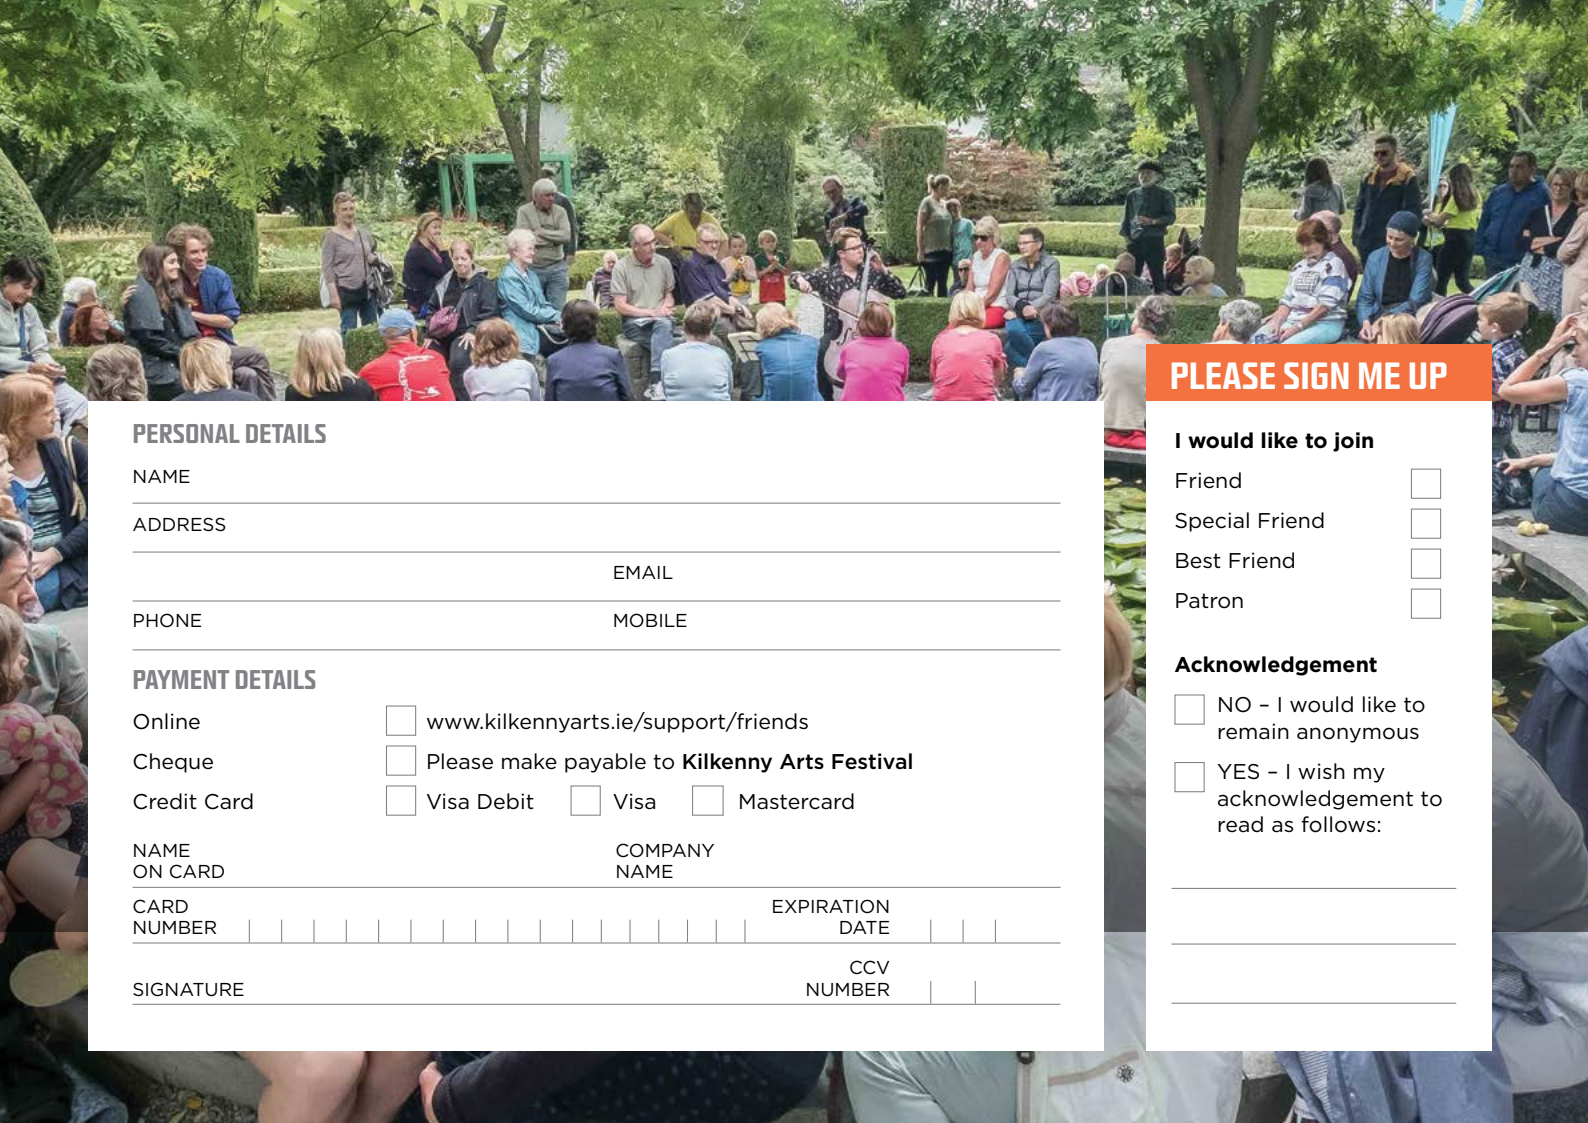 PERSONAL DETAILS
NAME
ADDRESS
EMAIL
PHONE MOBILE
PAYMENT DETAILS
Online www.kilkennyarts.ie/support/friends
Cheque Please make payable to Kilkenny Arts Festival
Credit Card Visa Debit Visa Mastercard
NAME
ON CARD
COMPANY
NAME
CARD
NUMBER
EXPIRATION
DATE
SIGNATURE
CCV
NUMBER
PLEASE SIGN ME UP
I would like to join
Friend
Special Friend
Best Friend
Patron
Acknowledgement
NO – I would like to
remain anonymous
YES – I wish my
acknowledgement to
read as follows: